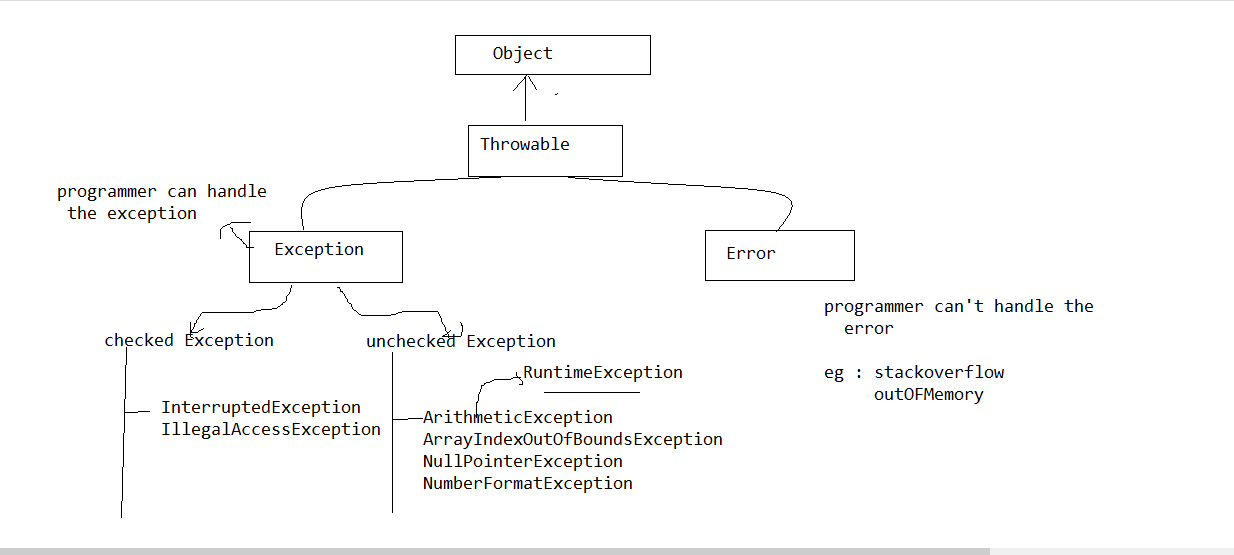 Object
Throwable
programmer can handle
the exception
Exception
Error
programmer can't handle the
error
checked Exception
unchecked Exception
RuntimeException
eg : stackoverflow
outOFMemory
InterruptedException
IllegalAccessException
ArithmeticException
ArrayIndexOutOfBoundsException
NullPointerException
NumberFormatException